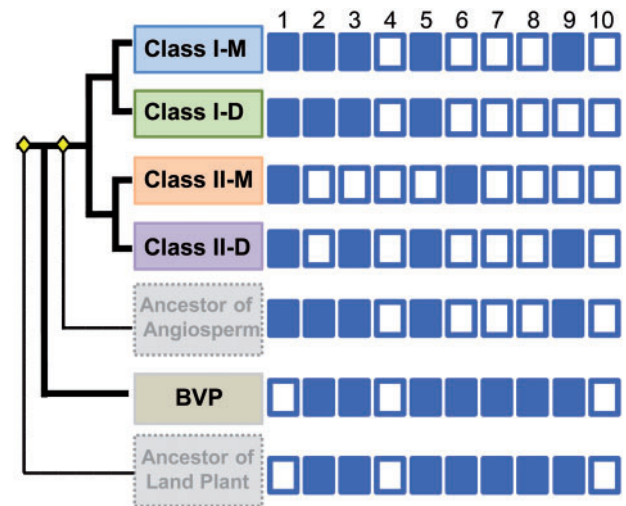 1 2 3 4 5 6 7 8 9 10
Class I-M
Class I-D
Class II-M
Class II-D
Ancestor of
Angiosperm
BVP
Ancestor of
Land Plant